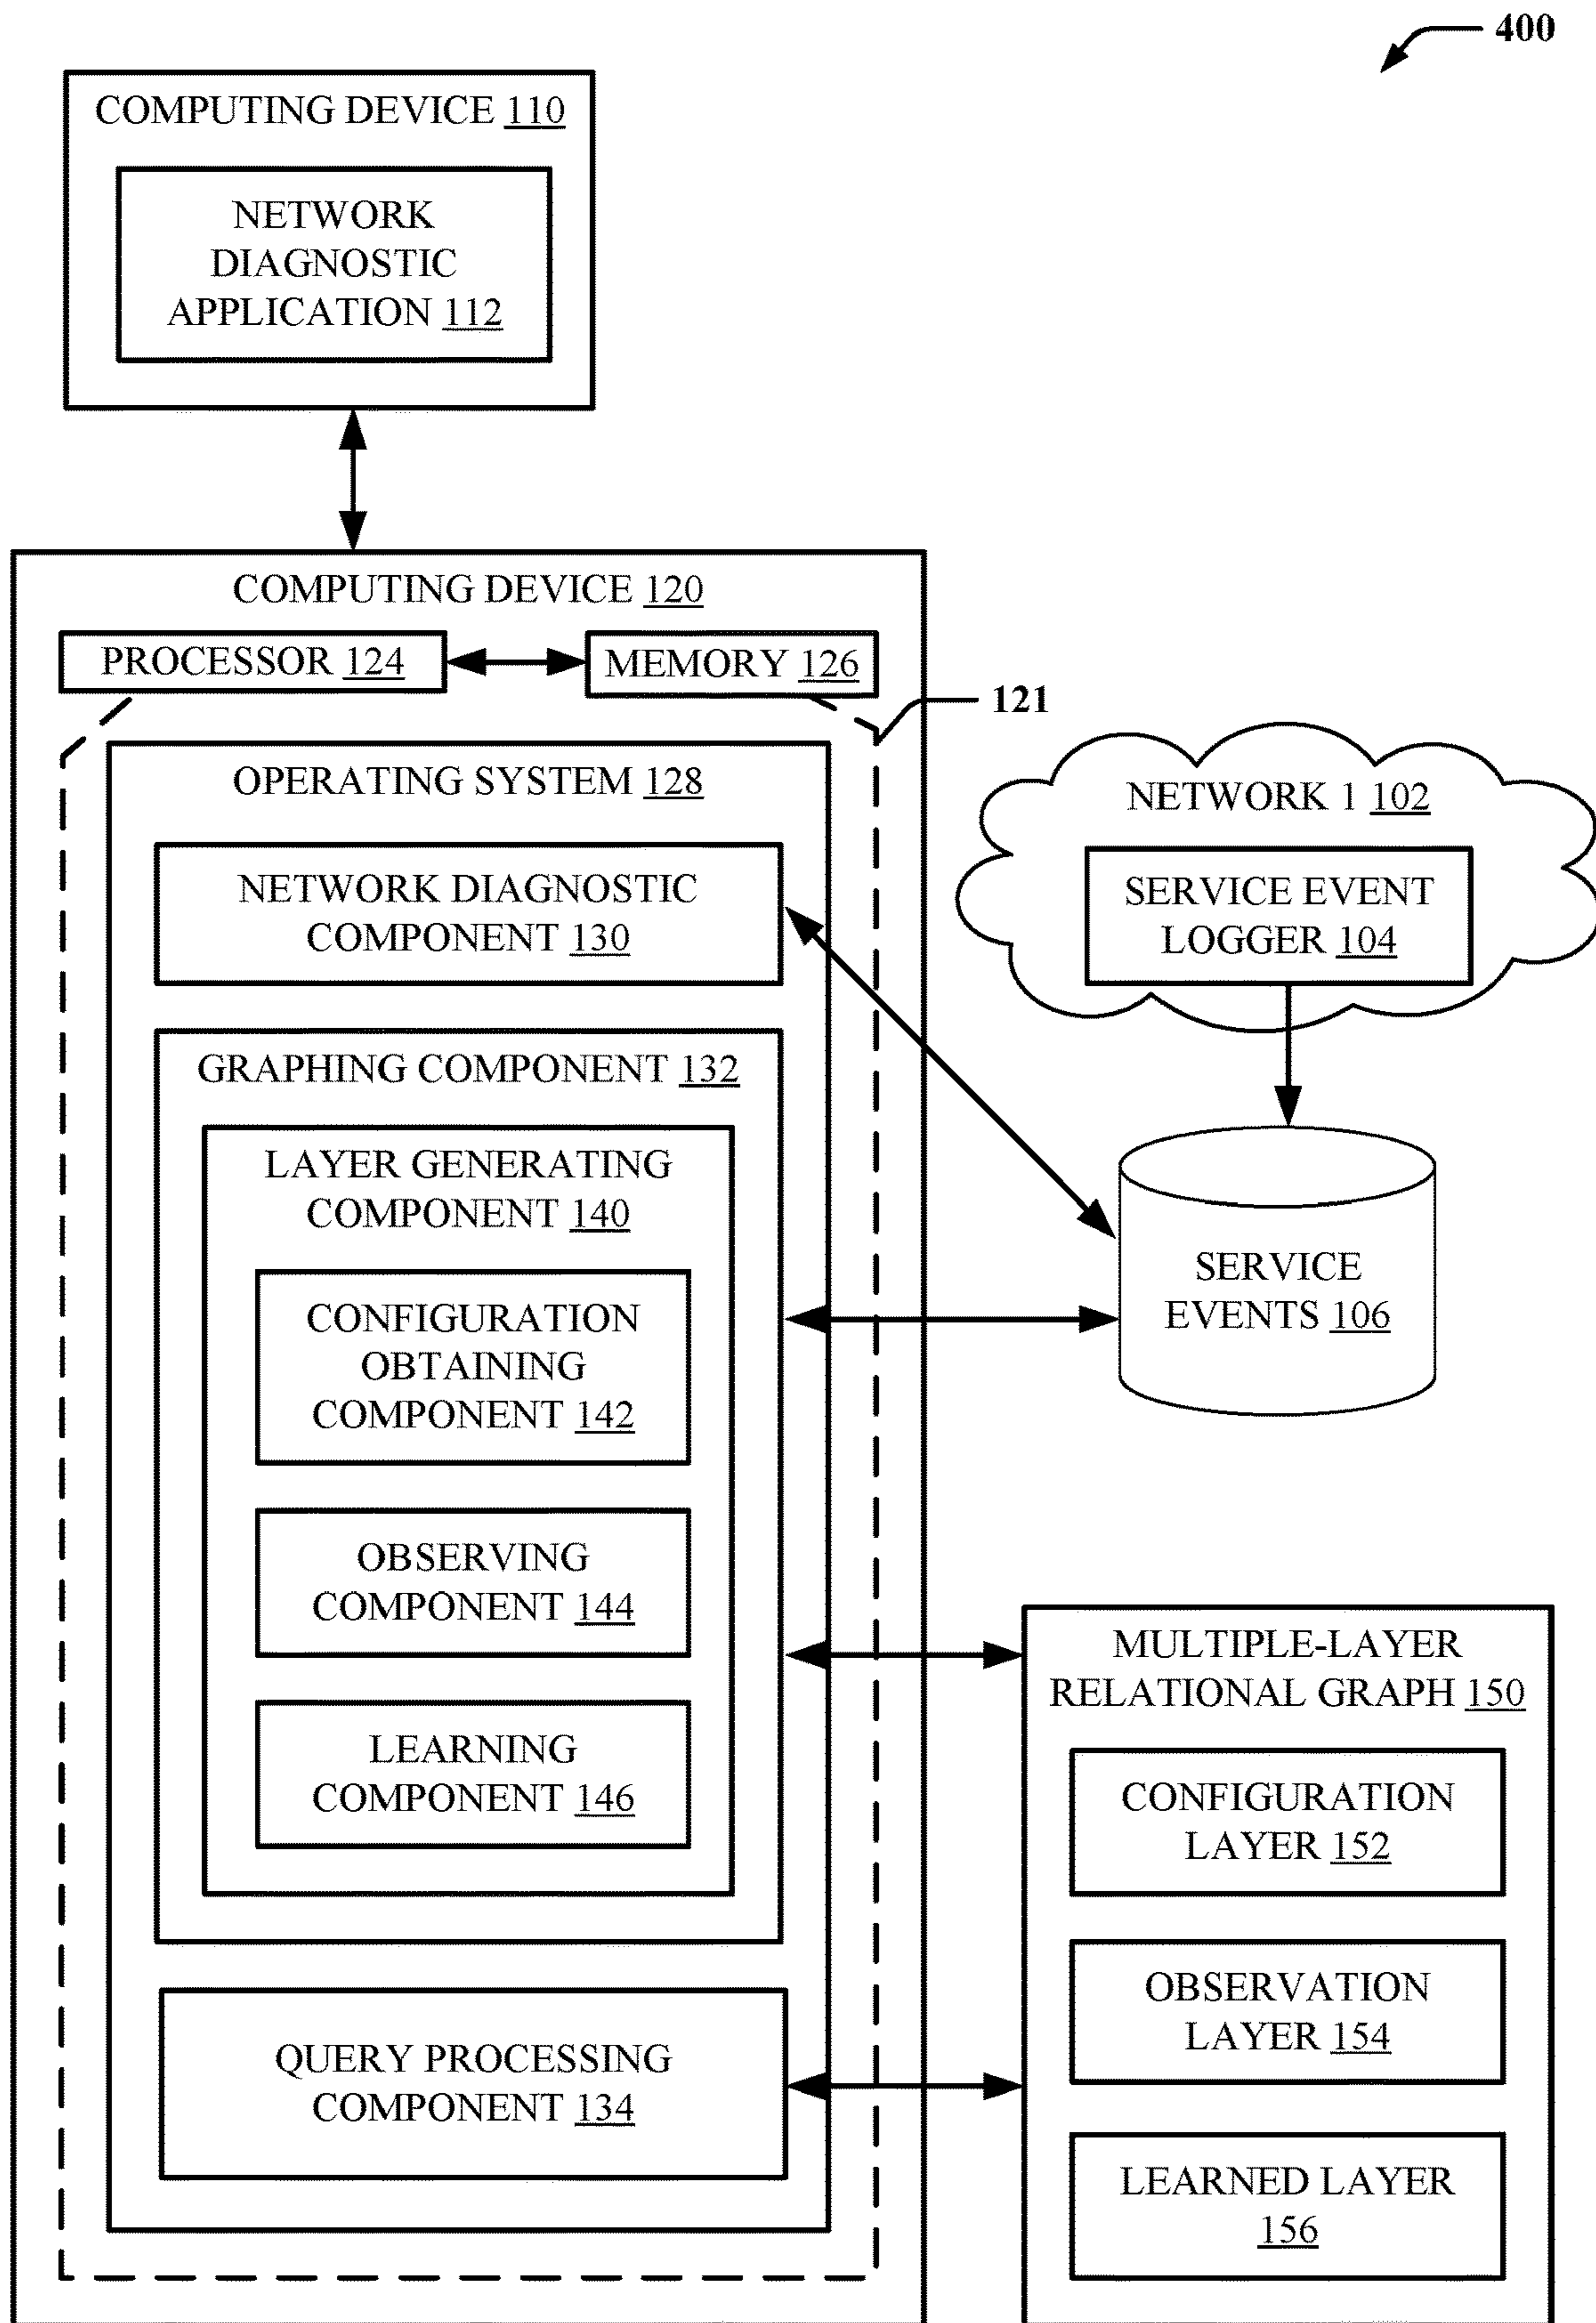 400
COMPUTING DEVICE 110
NETWORK
DIAGNOSTIC
APPLICATION 112
COMPUTING DEVICE 120
PROCESSOR 124
MEMORY 126
121
OPERATING SYSTEM 128
NETWORK DIAGNOSTIC
COMPONENT 130
GRAPHING COMPONENT 132
LAYER GENERATING
COMPONENT 140
CONFIGURATION
OBTAINING
COMPONENT 142
OBSERVING
COMPONENT 144
LEARNING
COMPONENT 146
QUERY PROCESSING
COMPONENT 134
NETWORK 1 102
SERVICE EVENT
LOGGER 104
SERVICE
EVENTS 106
MULTIPLE-LAYER
RELATIONAL GRAPH 150
CONFIGURATION
LAYER 152
OBSERVATION
LAYER 154
LEARNED LAYER
156